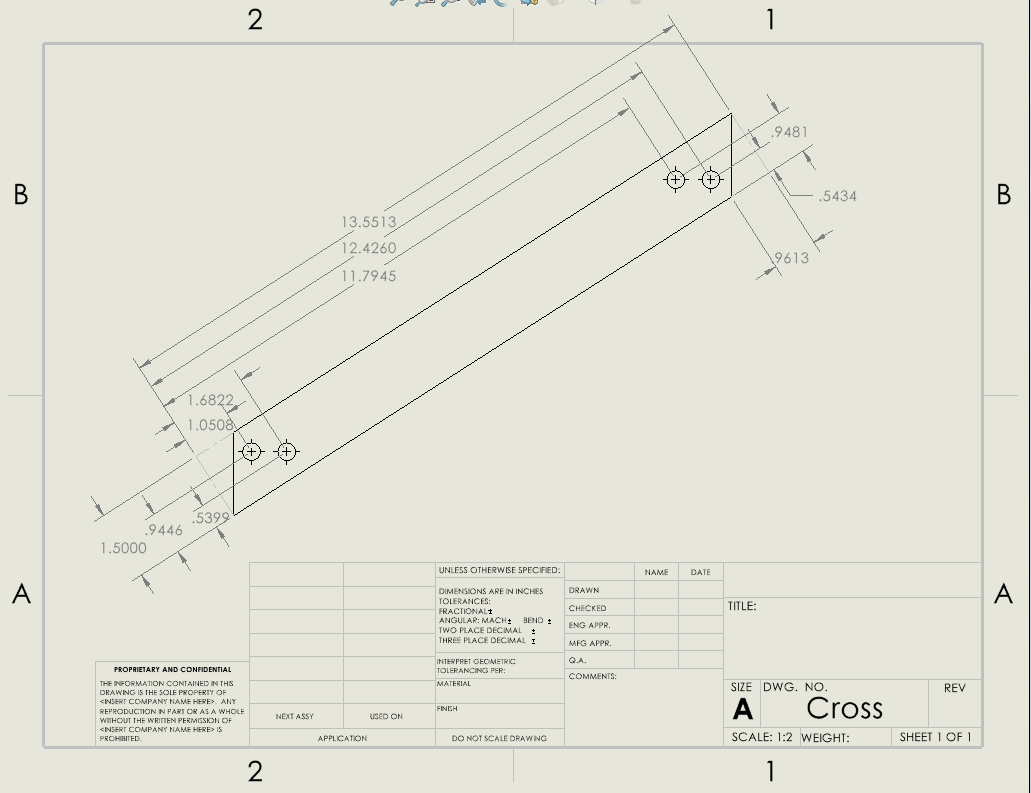 2
1
B
B
.9481
.5434
13.5513
12.4260
11.7945
.9613
1.6822
1.0508
.5399
.9446
1.5000
A
A
UNLESS OTHERWISE SPECIFIED:
DIMENSIONS ARE IN INCHES
TOLERANCES:
FRACTIONAL±
ANGULAR: MACH± BEND ±
TWO PLACE DECIMAL ±
THREE PLACE DECIMAL ±
INTERPRET GEOMETRIC
TOLERANCING PER:
MATERIAL
FINISH
DO NOT SCALE DRAWING
NAME DATE
DRAWN
CHECKED
ENG APPR.
MFG APPR.
Q.A.
COMMENTS:
TITLE:
SIZE DWG. NO. REV
A Cross
SCALE: 1:2 WEIGHT: SHEET 1 OF 1
PROPRIETARY AND CONFIDENTIAL
THE INFORMATION CONTAINED IN THIS
DRAWING IS THE SOLE PROPERTY OF
<INSERT COMPANY NAME HERE>. ANY
REPRODUCTION IN PART OR AS A WHOLE
WITHOUT THE WRITTEN PERMISSION OF
<INSERT COMPANY NAME HERE> IS
PROHIBITED.
NEXT ASSY USED ON
APPLICATION
2
1